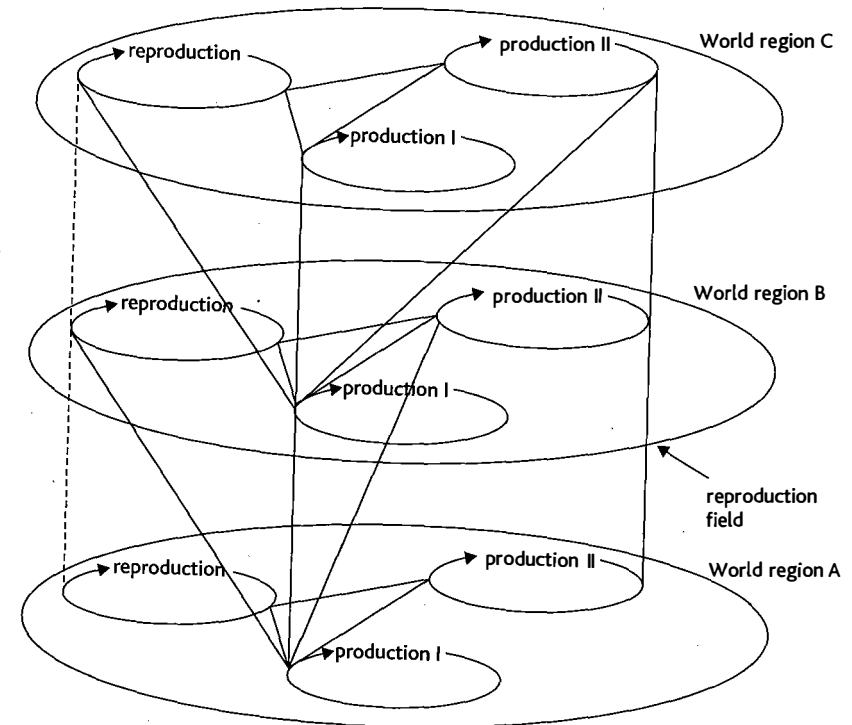 World region C
reproduction
production II
production I
World region B
reproduction
production II
production I
reproduction
field
World region A
reproduction
production II
production I